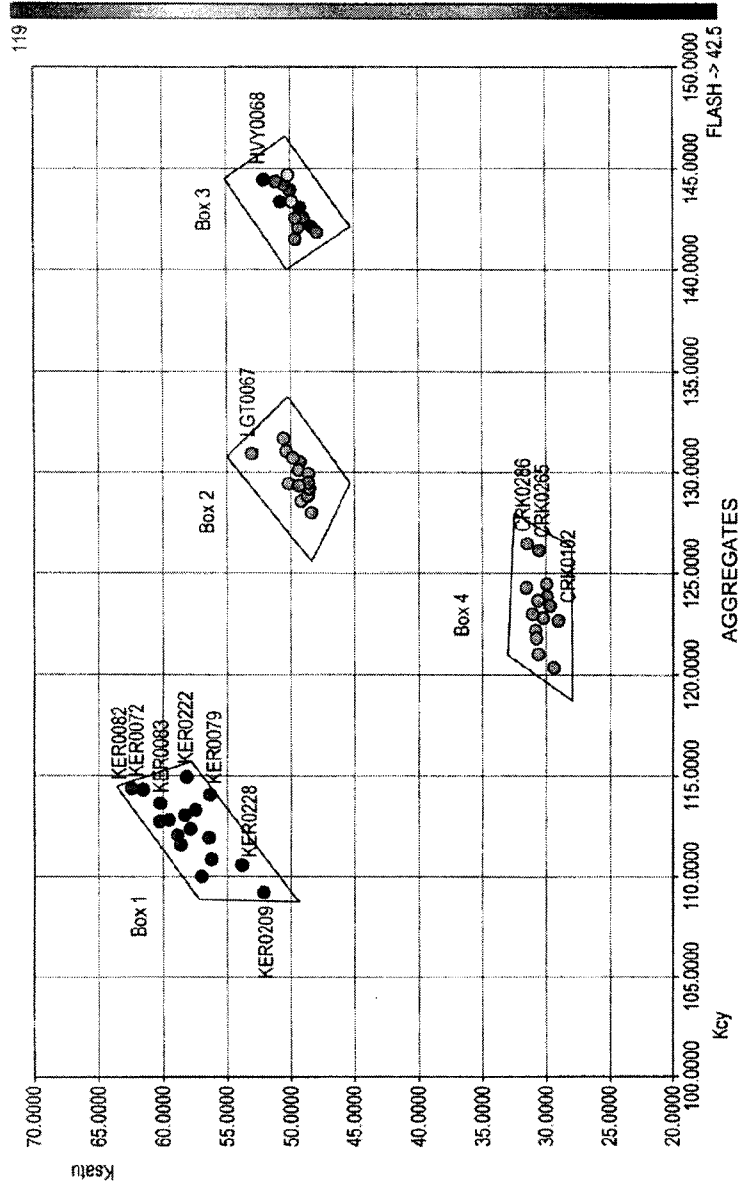 119
FLASH -> 42.5
Ksatu
70.0000
65.0000
60.0000
55.0000
50.0000
45.0000
40.0000
35.0000
30.0000
25.0000
20.0000
Box 1
KER0082
KER0072
KER0083
KER0222
KER0079
KER0228
KER0209
Box 2
LGT0067
Box 3
HVY0068
Box 4
CRK0286
CRK0265
CRK0102
100.0000
105.0000
110.0000
115.0000
120.0000
125.0000
130.0000
135.0000
140.0000
145.0000
150.0000
Kcy
AGGREGATES